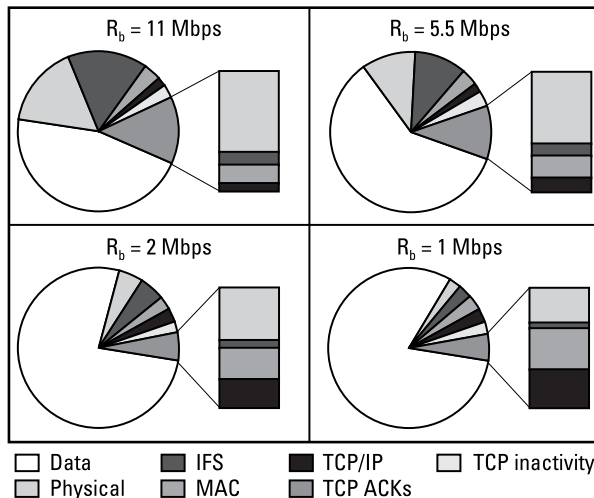 R_b = 11 Mbps
R_b = 5.5 Mbps
R_b = 2 Mbps
R_b = 1 Mbps
Data IFS TCP/IP TCP inactivity
Physical MAC TCP ACKs